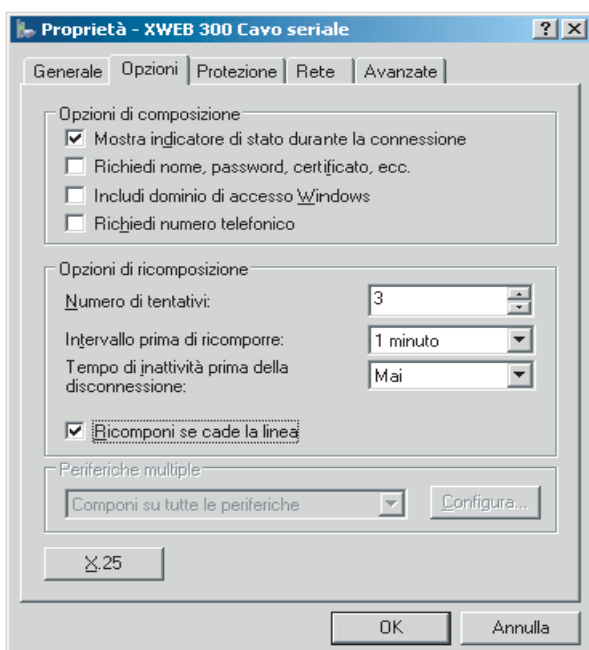 Proprietà - XWEB 300 Cavo seriale
Generale Opzioni Protezione Rete Avanzate
Opzioni di composizione
Mostra indicatore di stato durante la connessione
Richiedi nome, password, certificato, ecc.
Includi dominio di accesso Windows
Richiedi numero telefonico
Opzioni di ricomposizione
Numero di tentativi: 3
Intervallo prima di ricomporre: 1 minuto
Tempo di inattività prima della
disconnessione: Mai
Ricomponi se cade la linea
Periferiche multiple
Componi su tutte le periferiche Configura...
X.25
OK Annulla